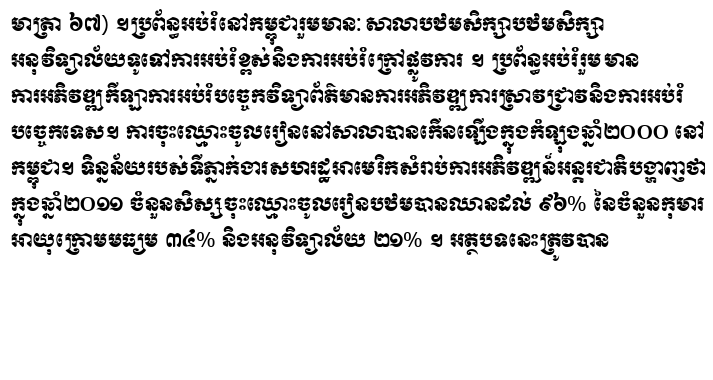 មាត្រា ៦៧) ។ប្រព័ន្ធអប់រំនៅកម្ពុជារួមមាន: សាលាបឋមសិក្សាបឋមសិក្សា
អនុវិទ្យាល័យទូទៅការអប់រំខ្ពស់និងការអប់រំក្រៅផ្លូវការ ។ ប្រព័ន្ធអប់រំរួមមាន
ការអភិវឌ្ឍកីឡាការអប់រំបច្ចេកវិទ្យាព័ត៌មានការអភិវឌ្ឍការស្រាវជ្រាវនិងការអប់រំ
បច្ចេកទេស។ ការចុះឈ្មោះចូលរៀននៅសាលាបានកើនឡើងក្នុងកំឡុងឆ្នាំ២០០០ នៅ
កម្ពុជា។ ទិន្នន័យរបស់ទីភ្នាក់ងារសហរដ្ឋអាមេរិកសំរាប់ការអភិវឌ្ឍន៍អន្តរជាតិបង្ហាញថា
ក្នុងឆ្នាំ២០១១ ចំនួនសិស្សចុះឈ្មោះចូលរៀនបឋមបានឈានដល់ ៩៦% នៃចំនួនកុមារ
អាយុក្រោមមធ្យម ៣៤% និងអនុវិទ្យាល័យ ២១% ។ អត្ថបទនេះត្រូវបាន